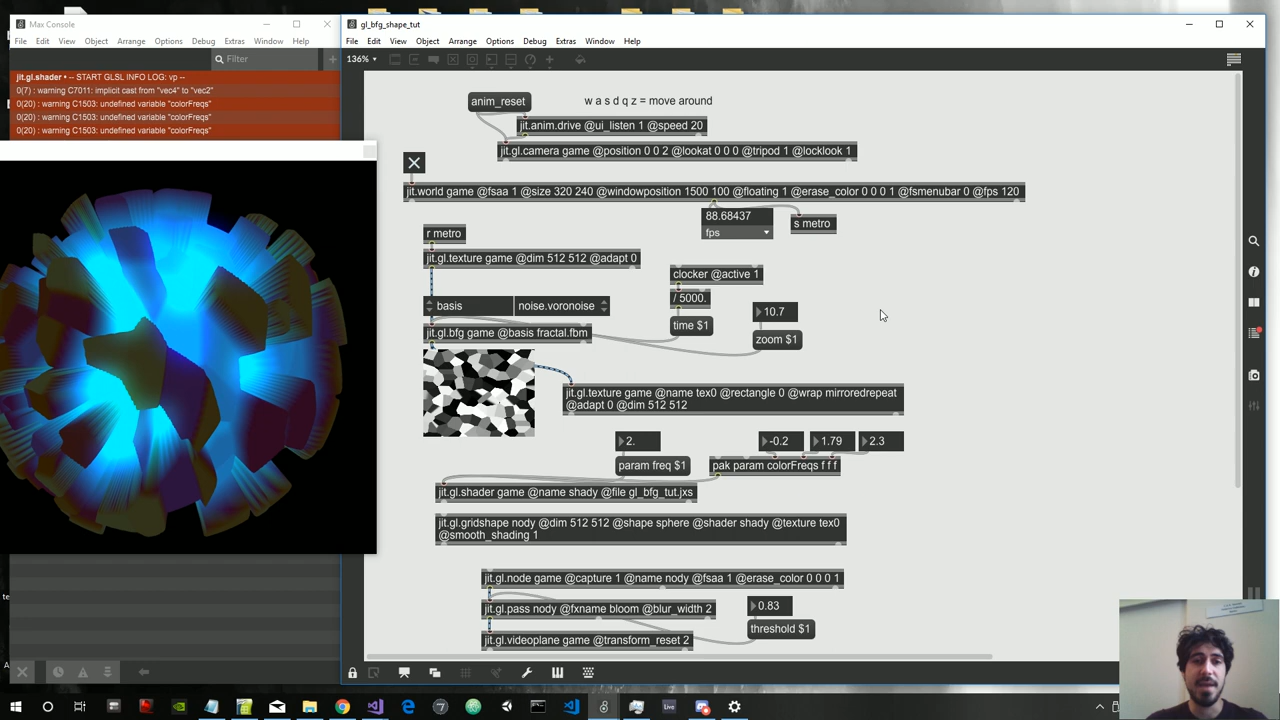 Max Console
File Edit View Object Arrange Options Debug Extras Window Help
Filter
jit.gl.shader • -- START GLSL INFO LOG: vp --
0(7) : warning C7011: implicit cast from "vec4" to "vec2"
0(20) : warning C1503: undefined variable "colorFreqs"
0(20) : warning C1503: undefined variable "colorFreqs"
0(20) : warning C1503: undefined variable "colorFreqs"
gl_bfg_shape_tut
File Edit View Object Arrange Options Debug Extras Window Help
136%
anim_reset
w a s d q z = move around
jit.anim.drive @ui_listen 1 @speed 20
jit.gl.camera game @position 0 0 2 @lookat 0 0 0 @tripod 1 @locklook 1
jit.world game @fsaa 1 @size 320 240 @windowposition 1500 100 @floating 1 @erase_color 0 0 0 1 @fsmenubar 0 @fps 120
88.68437
fps
s metro
r metro
jit.gl.texture game @dim 512 512 @adapt 0
clocker @active 1
/ 5000.
time $1
basis
noise.voronoise
10.7
zoom $1
jit.gl.bfg game @basis fractal.fbm
jit.gl.texture game @name tex0 @rectangle 0 @wrap mirroredrepeat
@adapt 0 @dim 512 512
2.
-0.2
1.79
2.3
param freq $1
pak param colorFreqs f f f
jit.gl.shader game @name shady @file gl_bfg_tut.jxs
jit.gl.gridshape nody @dim 512 512 @shape sphere @shader shady @texture tex0
@smooth_shading 1
jit.gl.node game @capture 1 @name nody @fsaa 1 @erase_color 0 0 0 1
jit.gl.pass nody @fxname bloom @blur_width 2
0.83
threshold $1
jit.gl.videoplane game @transform_reset 2
Live